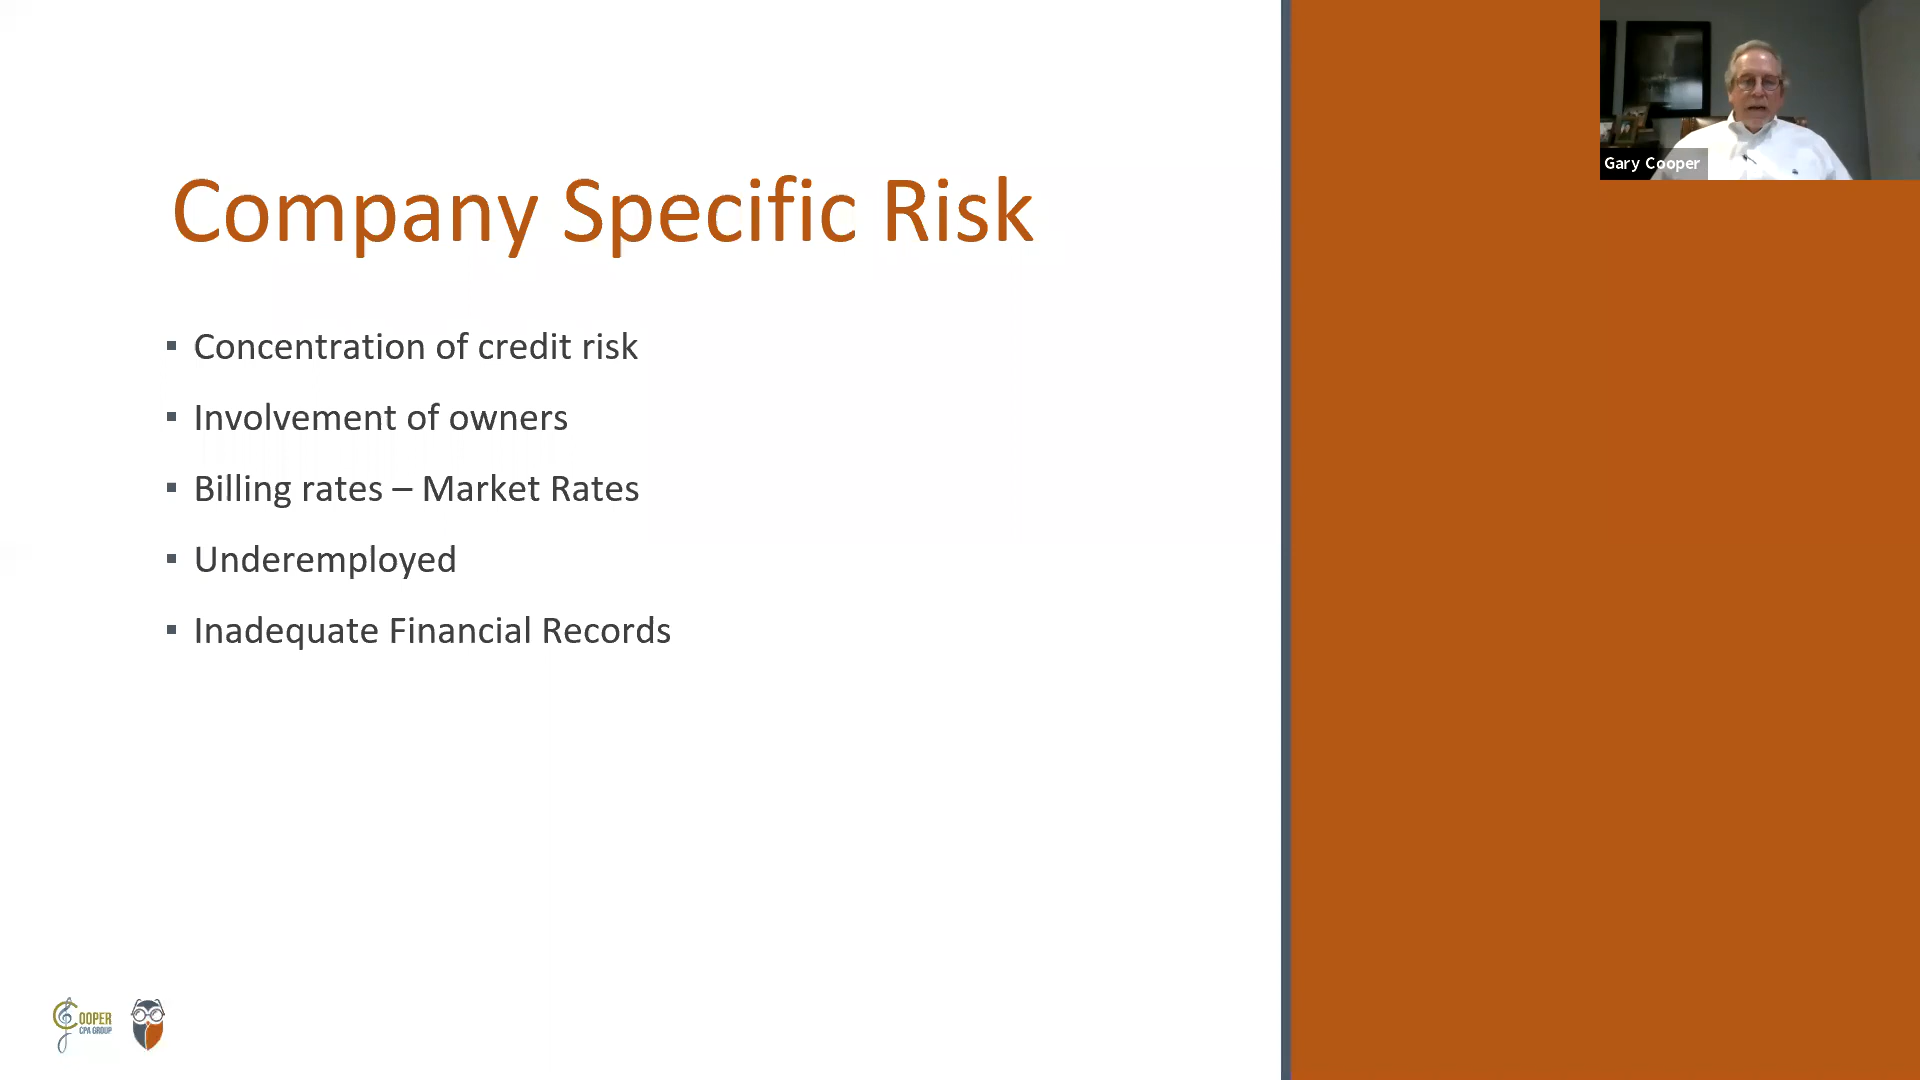 Gary Cooper
Company Specific Risk
Concentration of credit risk
Involvement of owners
Billing rates – Market Rates
Underemployed
Inadequate Financial Records
COOPER
CPA GROUP